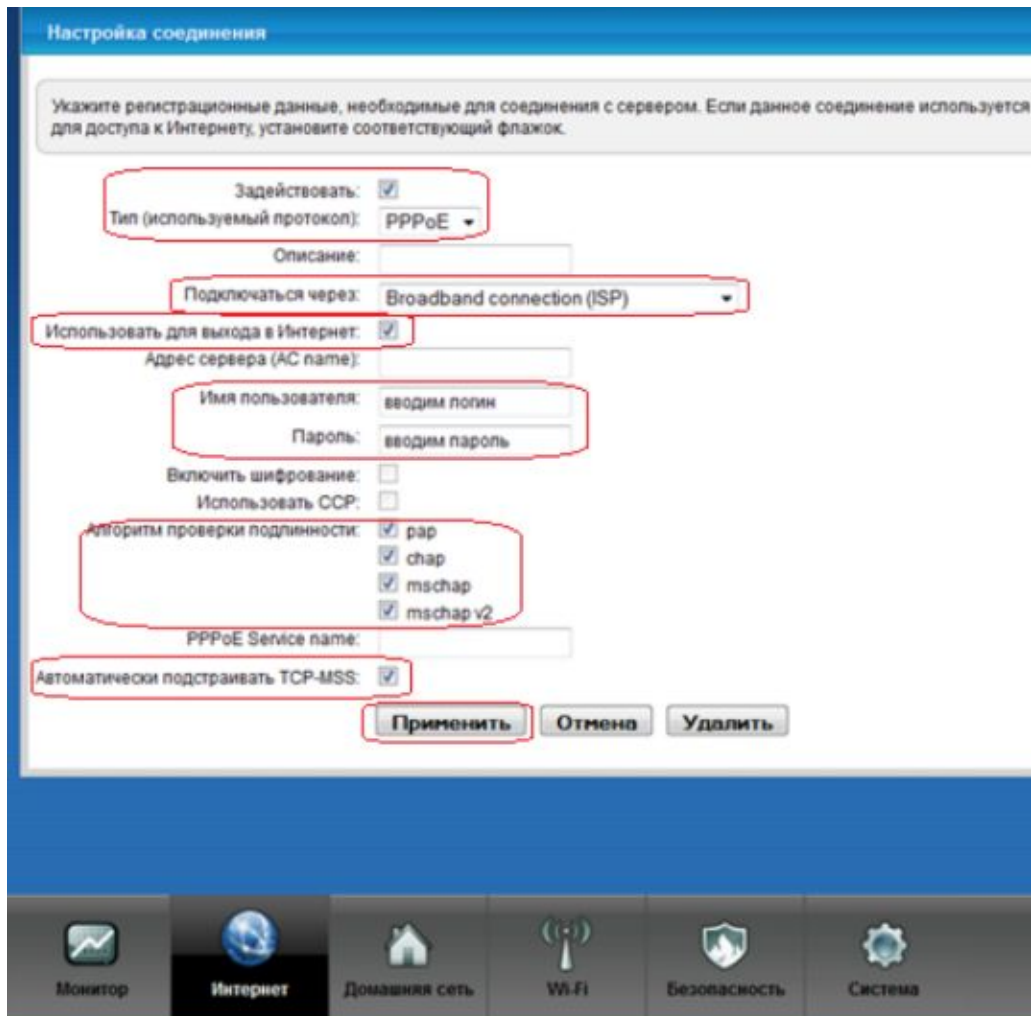 Настройка соединения
Укажите регистрационные данные, необходимые для соединения с сервером. Если данное соединение используется
для доступа к Интернету, установите соответствующий флажок.
Задействовать:
Тип (используемый протокол): PPPoE
Описание:
Подключаться через: Broadband connection (ISP)
Использовать для выхода в Интернет:
Адрес сервера (AC name):
Имя пользователя: вводим логин
Пароль: вводим пароль
Включить шифрование:
Использовать CCP:
Алгоритм проверки подлинности: pap
chap
mschap
mschap v2
PPPoE Service name:
Автоматически подстраивать TCP-MSS:
Применить Отмена Удалить
Монитор Интернет Домашняя сеть Wi-Fi Безопасность Система